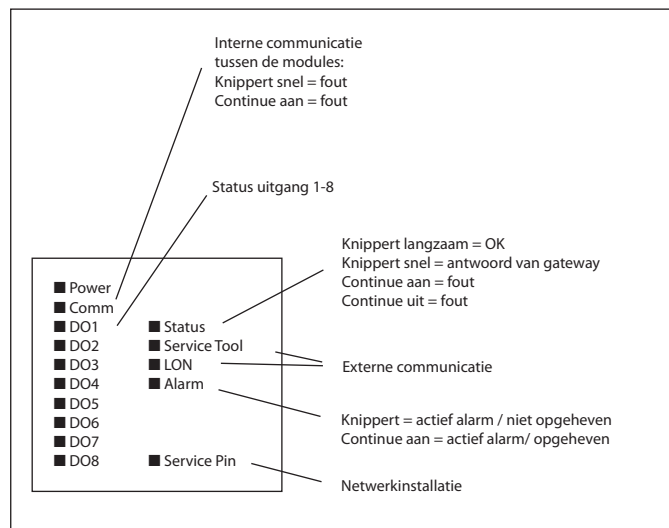 Interne communicatie
tussen de modules:
Knippert snel = fout
Continue aan = fout
Status uitgang 1-8
Knippert langzaam = OK
Knippert snel = antwoord van gateway
Continue aan = fout
Continue uit = fout
Power
Comm
DO1
DO2
DO3
DO4
DO5
DO6
DO7
DO8
Status
Service Tool
LON
Alarm
Service Pin
Externe communicatie
Knippert = actief alarm / niet opgeheven
Continue aan = actief alarm/ opgeheven
Netwerkinstallatie